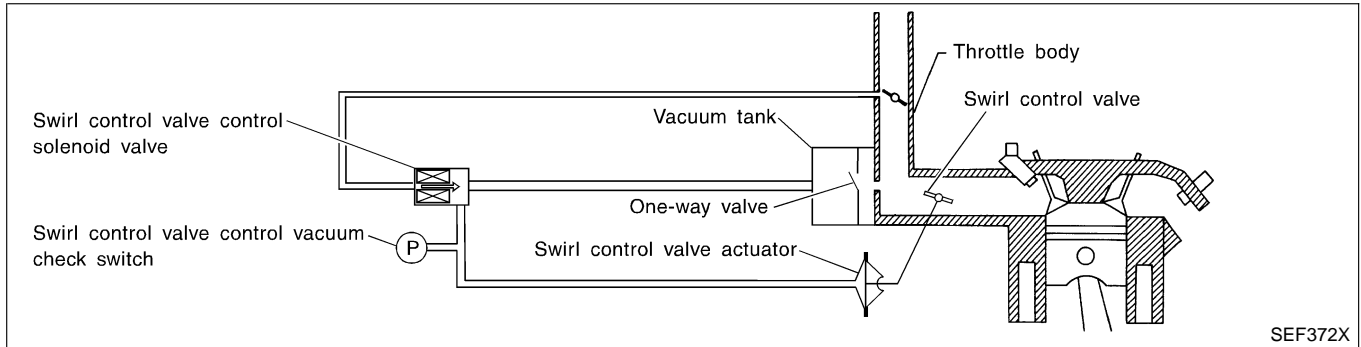 Throttle body
Swirl control valve
Vacuum tank
Swirl control valve control
solenoid valve
One-way valve
Swirl control valve control vacuum
check switch
P
Swirl control valve actuator
SEF372X